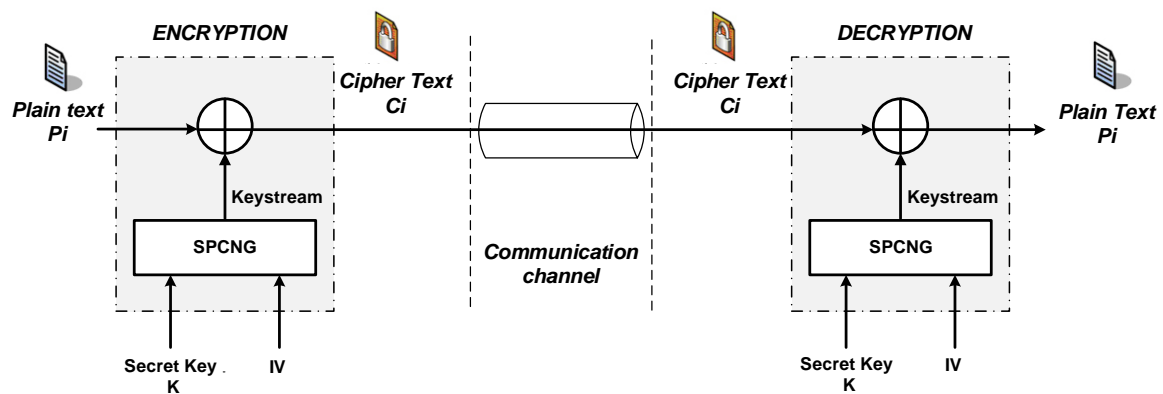 ENCRYPTION
DECRYPTION
Plain text
Pi
Cipher Text
Ci
Cipher Text
Ci
Plain Text
Pi
Keystream
SPCNG
Communication
channel
Keystream
SPCNG
Secret Key .
K
IV
Secret Key
K
IV